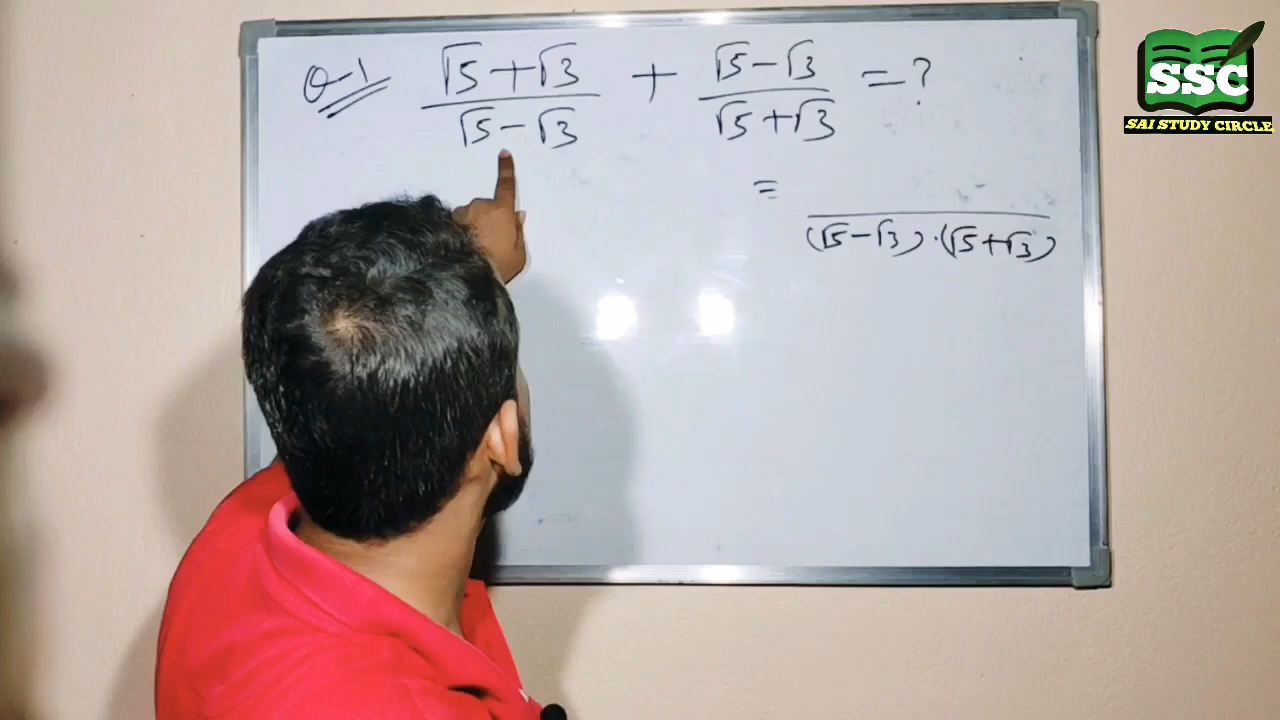 Q-1 (√5+√3)/(√5-√3) + (√5-√3)/(√5+√3) = ?
= /(√5-√3).(√5+√3)
SSC
SAI STUDY CIRCLE